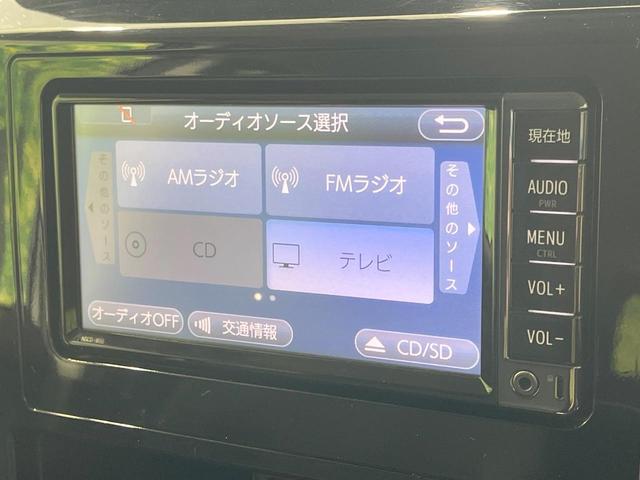 オーディオソース選択
その他のソース
AMラジオ
FMラジオ
その他のソース
CD
テレビ
オーディオOFF
交通情報
CD/SD
現在地
AUDIO
PWR
MENU
CTRL
VOL+
VOL-